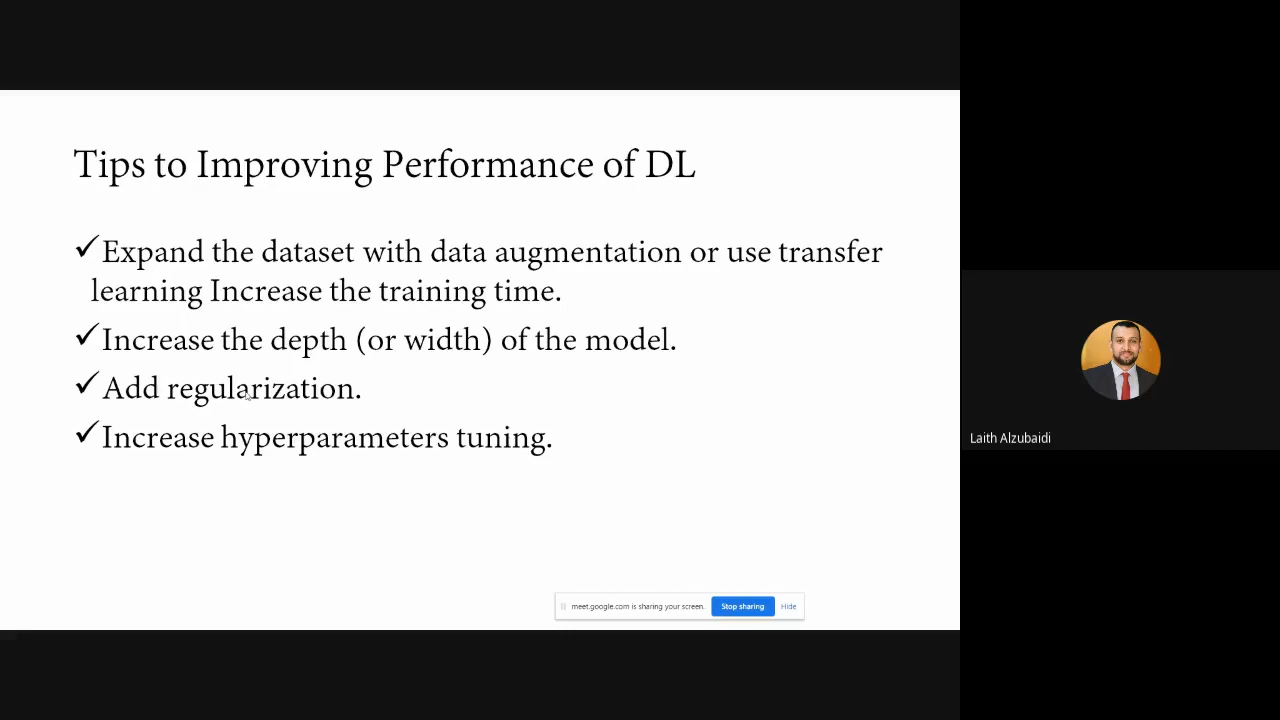 Tips to Improving Performance of DL
✓Expand the dataset with data augmentation or use transfer
learning Increase the training time.
✓Increase the depth (or width) of the model.
✓Add regularization.
✓Increase hyperparameters tuning.
Laith Alzubaidi
meet.google.com is sharing your screen. Stop sharing Hide